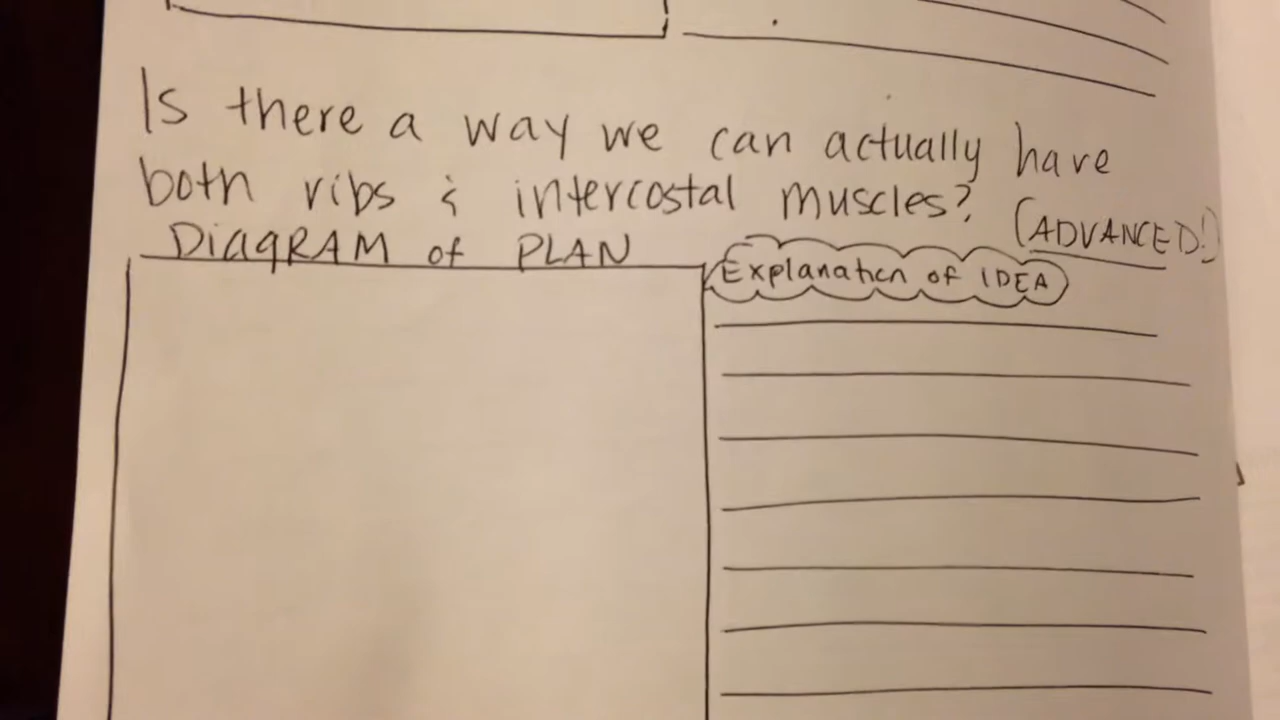 Is there a way we can actually have
both ribs & intercostal muscles? (ADVANCED!)
DiagRAM of PLAN
Explanation of IDEA